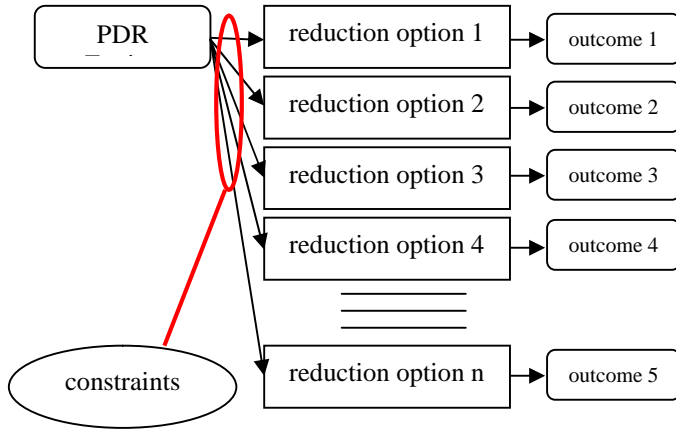 PDR
reduction option 1
outcome 1
reduction option 2
outcome 2
reduction option 3
outcome 3
reduction option 4
outcome 4
reduction option n
outcome 5
constraints